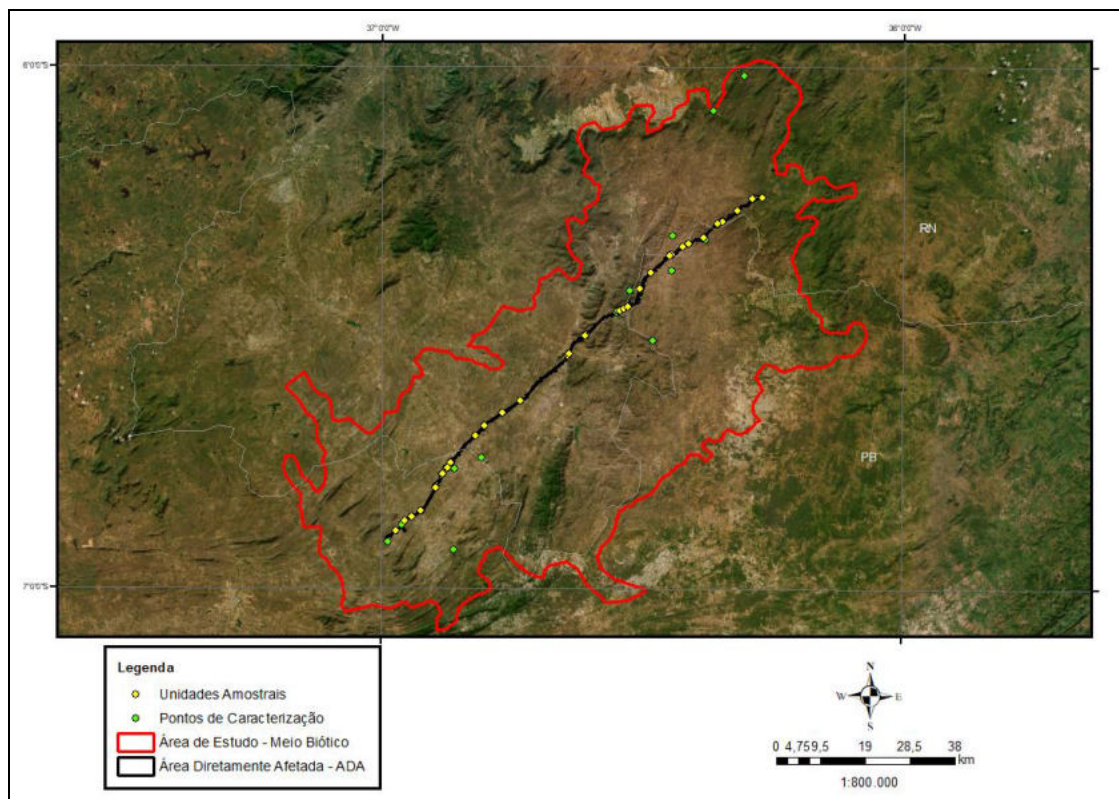 37°0'0"W
36°0'0"W
6°0'0"S
RN
PB
7°0'0"S
Legenda
Unidades Amostrais
Pontos de Caracterização
Área de Estudo - Meio Biótico
Área Diretamente Afetada - ADA
N
W E
S
0 4,75 9,5 19 28,5 38
km
1:800.000